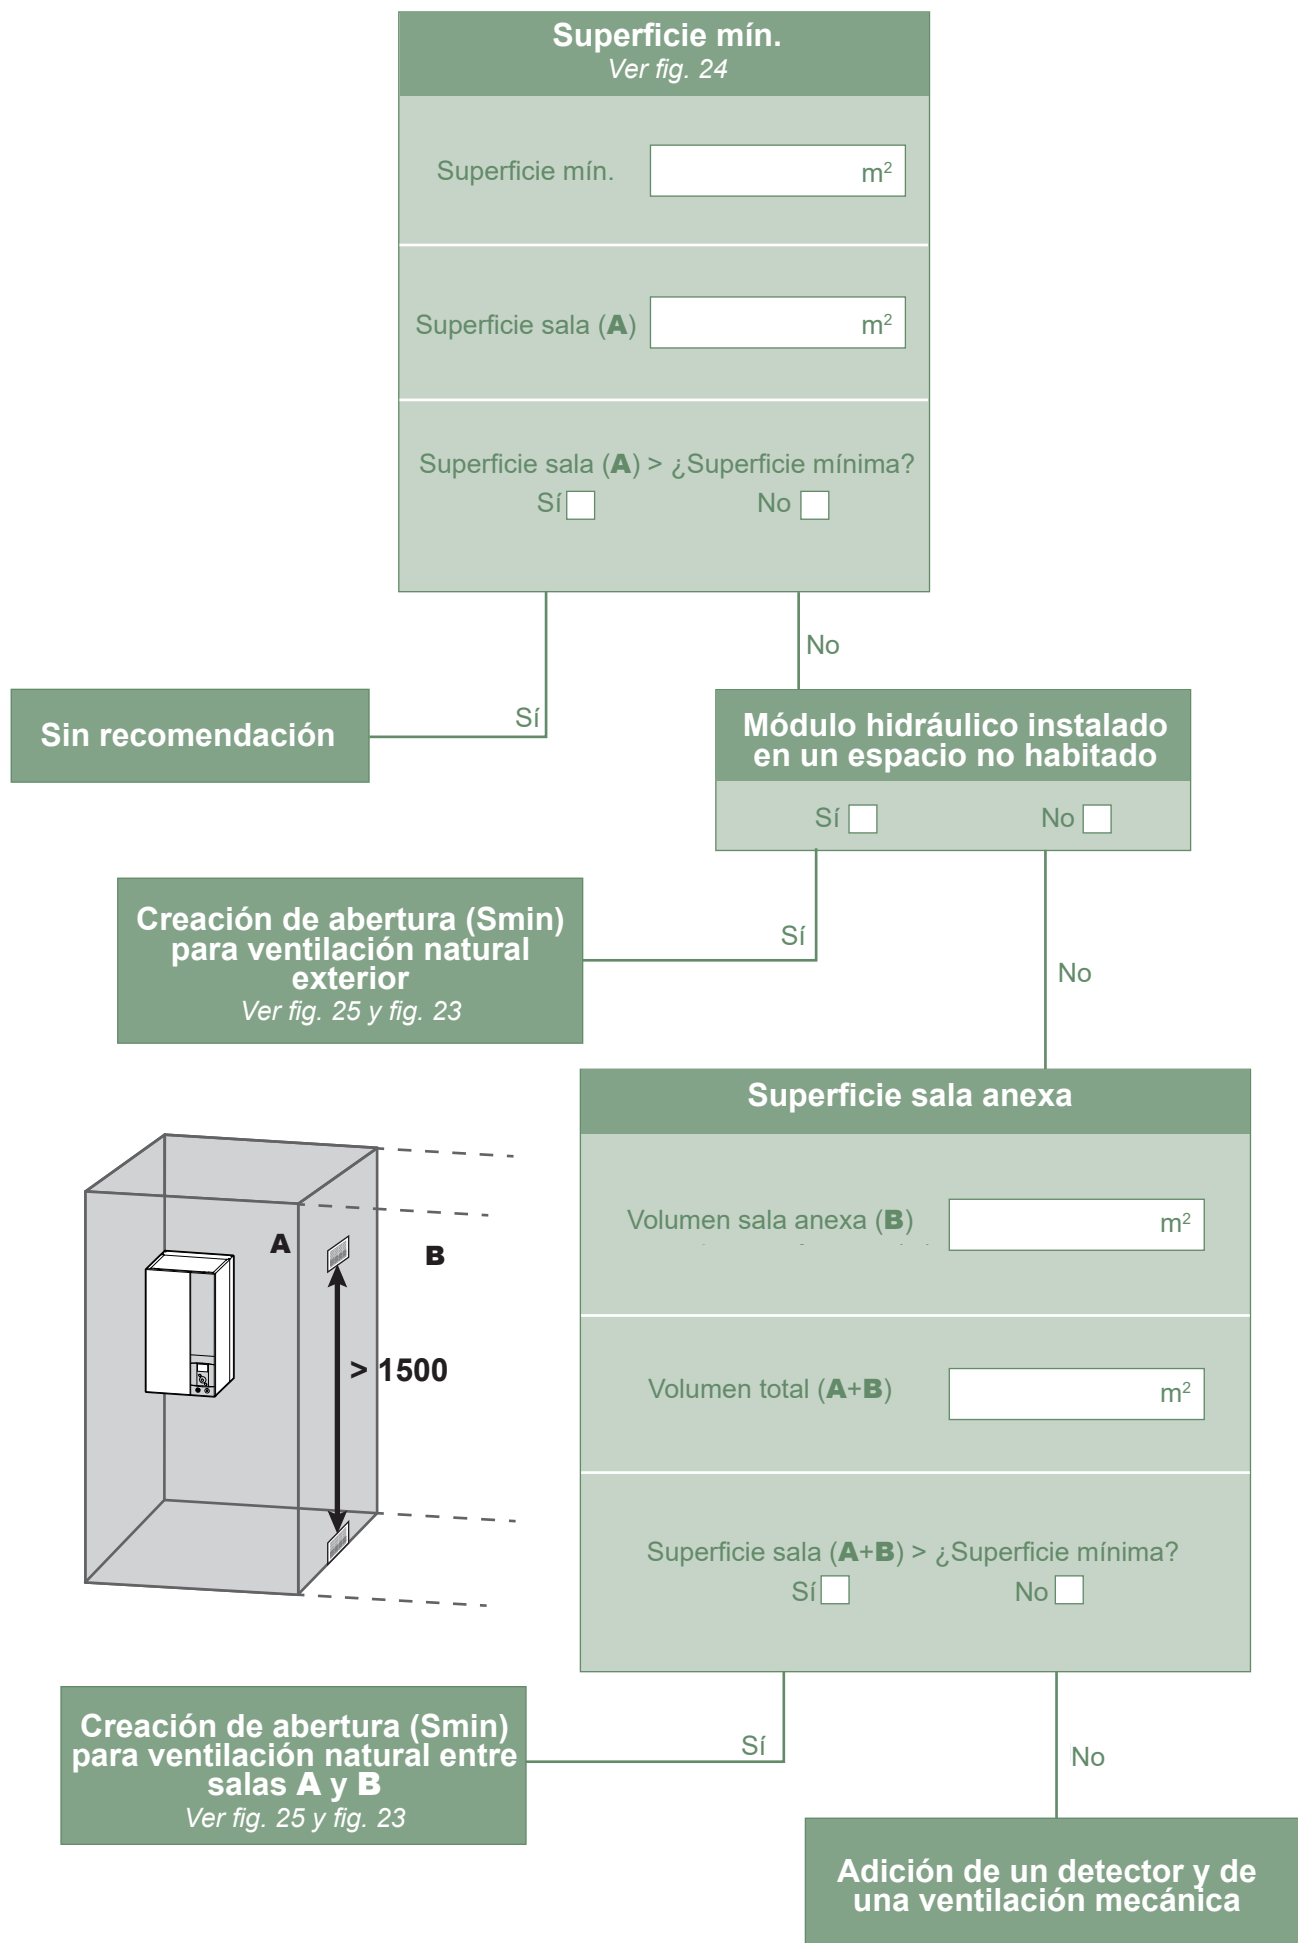 Superficie mín.
Ver fig. 24
Superficie mín.
m²
Superficie sala (A)
m²
Superficie sala (A) > ¿Superficie mínima?
Sí
No
No
Sí
Sin recomendación
Módulo hidráulico instalado
en un espacio no habitado
Sí
No
Creación de abertura (Smin)
para ventilación natural
exterior
Ver fig. 25 y fig. 23
Sí
No
Superficie sala anexa
Volumen sala anexa (B)
m²
Volumen total (A+B)
m²
Superficie sala (A+B) > ¿Superficie mínima?
Sí
No
A
B
> 1500
Creación de abertura (Smin)
para ventilación natural entre
salas A y B
Ver fig. 25 y fig. 23
Sí
No
Adición de un detector y de
una ventilación mecánica